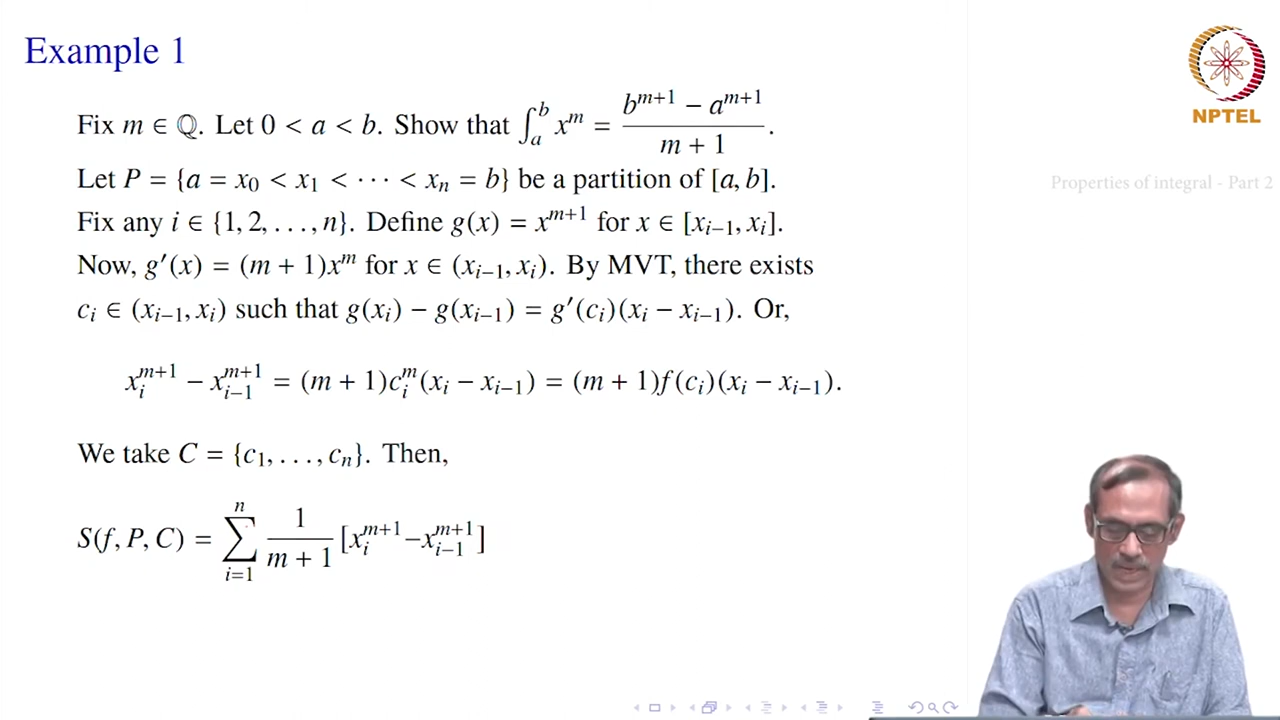 Example 1
NPTEL
Fix m ∈ ℚ. Let 0 < a < b. Show that ∫_a^b x^m = \frac{b^{m+1} − a^{m+1}}{m + 1}.
Let P = {a = x_0 < x_1 < ··· < x_n = b} be a partition of [a, b].
Properties of integral - Part 2
Fix any i ∈ {1, 2, . . . , n}. Define g(x) = x^{m+1} for x ∈ [x_{i−1}, x_i].
Now, g′(x) = (m + 1)x^m for x ∈ (x_{i−1}, x_i). By MVT, there exists
c_i ∈ (x_{i−1}, x_i) such that g(x_i) − g(x_{i−1}) = g′(c_i)(x_i − x_{i−1}). Or,
x_i^{m+1} − x_{i−1}^{m+1} = (m + 1)c_i^m(x_i − x_{i−1}) = (m + 1)f(c_i)(x_i − x_{i−1}).
We take C = {c_1, . . . , c_n}. Then,
S(f, P, C) = ∑_{i=1}^{n} \frac{1}{m + 1} [x_i^{m+1} − x_{i−1}^{m+1}]